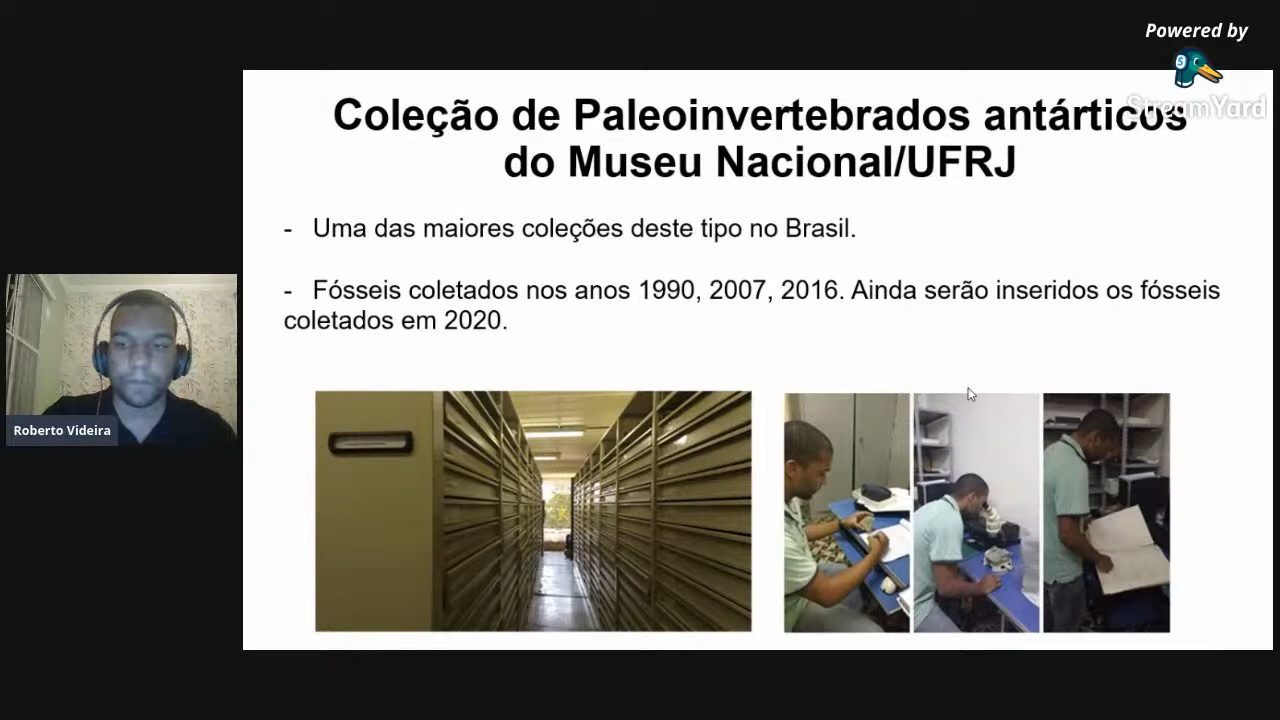 Powered by
StreamYard
Coleção de Paleoinvertebrados antárticos
do Museu Nacional/UFRJ
- Uma das maiores coleções deste tipo no Brasil.
- Fósseis coletados nos anos 1990, 2007, 2016. Ainda serão inseridos os fósseis
coletados em 2020.
Roberto Videira